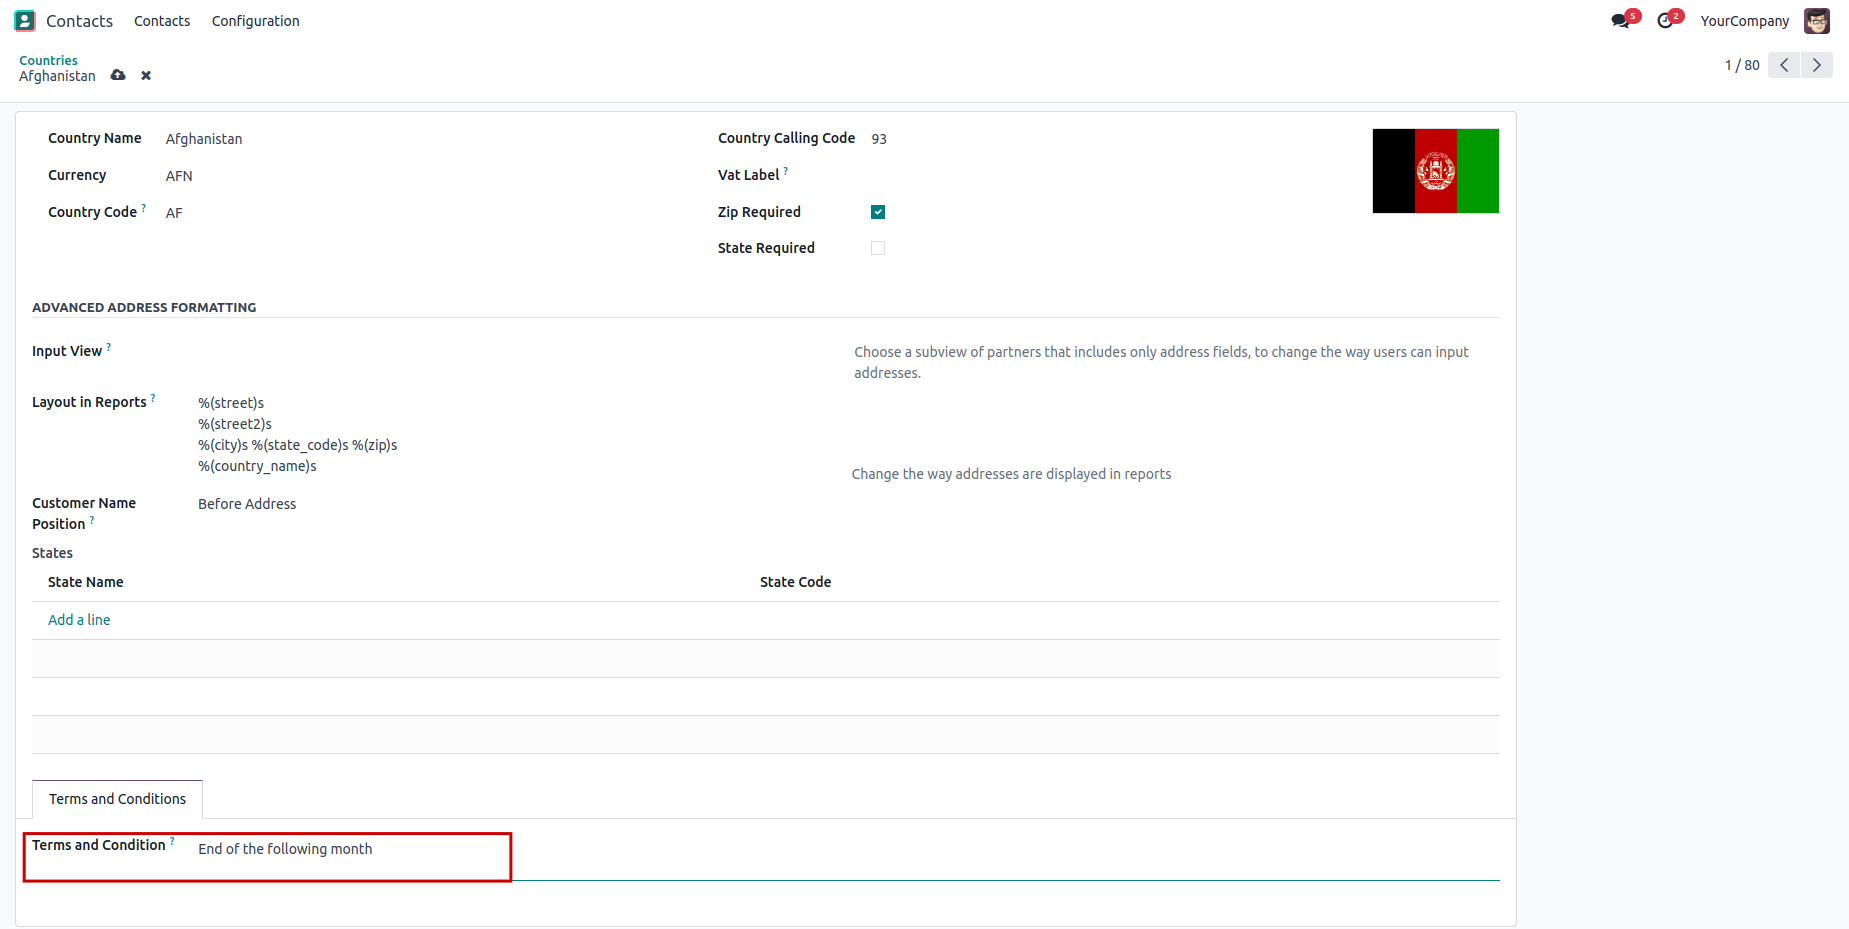 Contacts Contacts Configuration 5 2 YourCompany
Countries
Afghanistan
1 / 80
Country Name Afghanistan
Currency AFN
Country Code ? AF
Country Calling Code 93
Vat Label ?
Zip Required
State Required
ADVANCED ADDRESS FORMATTING
Input View ?
Choose a subview of partners that includes only address fields, to change the way users can input
addresses.
Layout in Reports ? %(street)s
%(street2)s
%(city)s %(state_code)s %(zip)s
%(country_name)s
Change the way addresses are displayed in reports
Customer Name
Position ?
Before Address
States
State Name State Code
Add a line
Terms and Conditions
Terms and Condition ? End of the following month